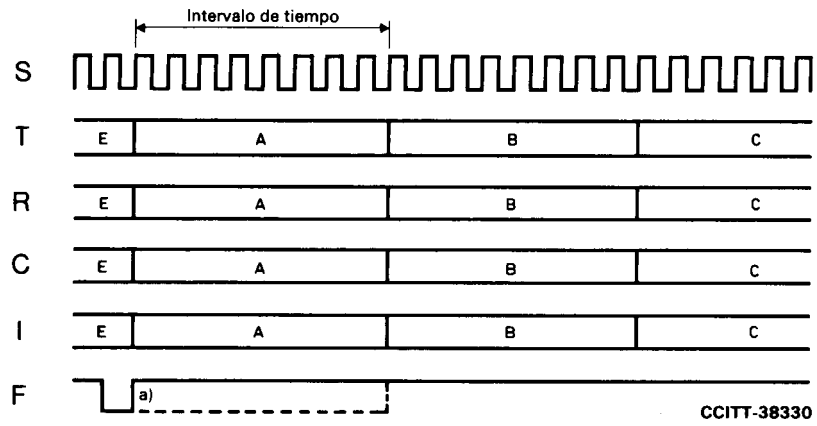 Intervalo de tiempo
S
T E A B C
R E A B C
C E A B C
I E A B C
F a)
CCITT-38330